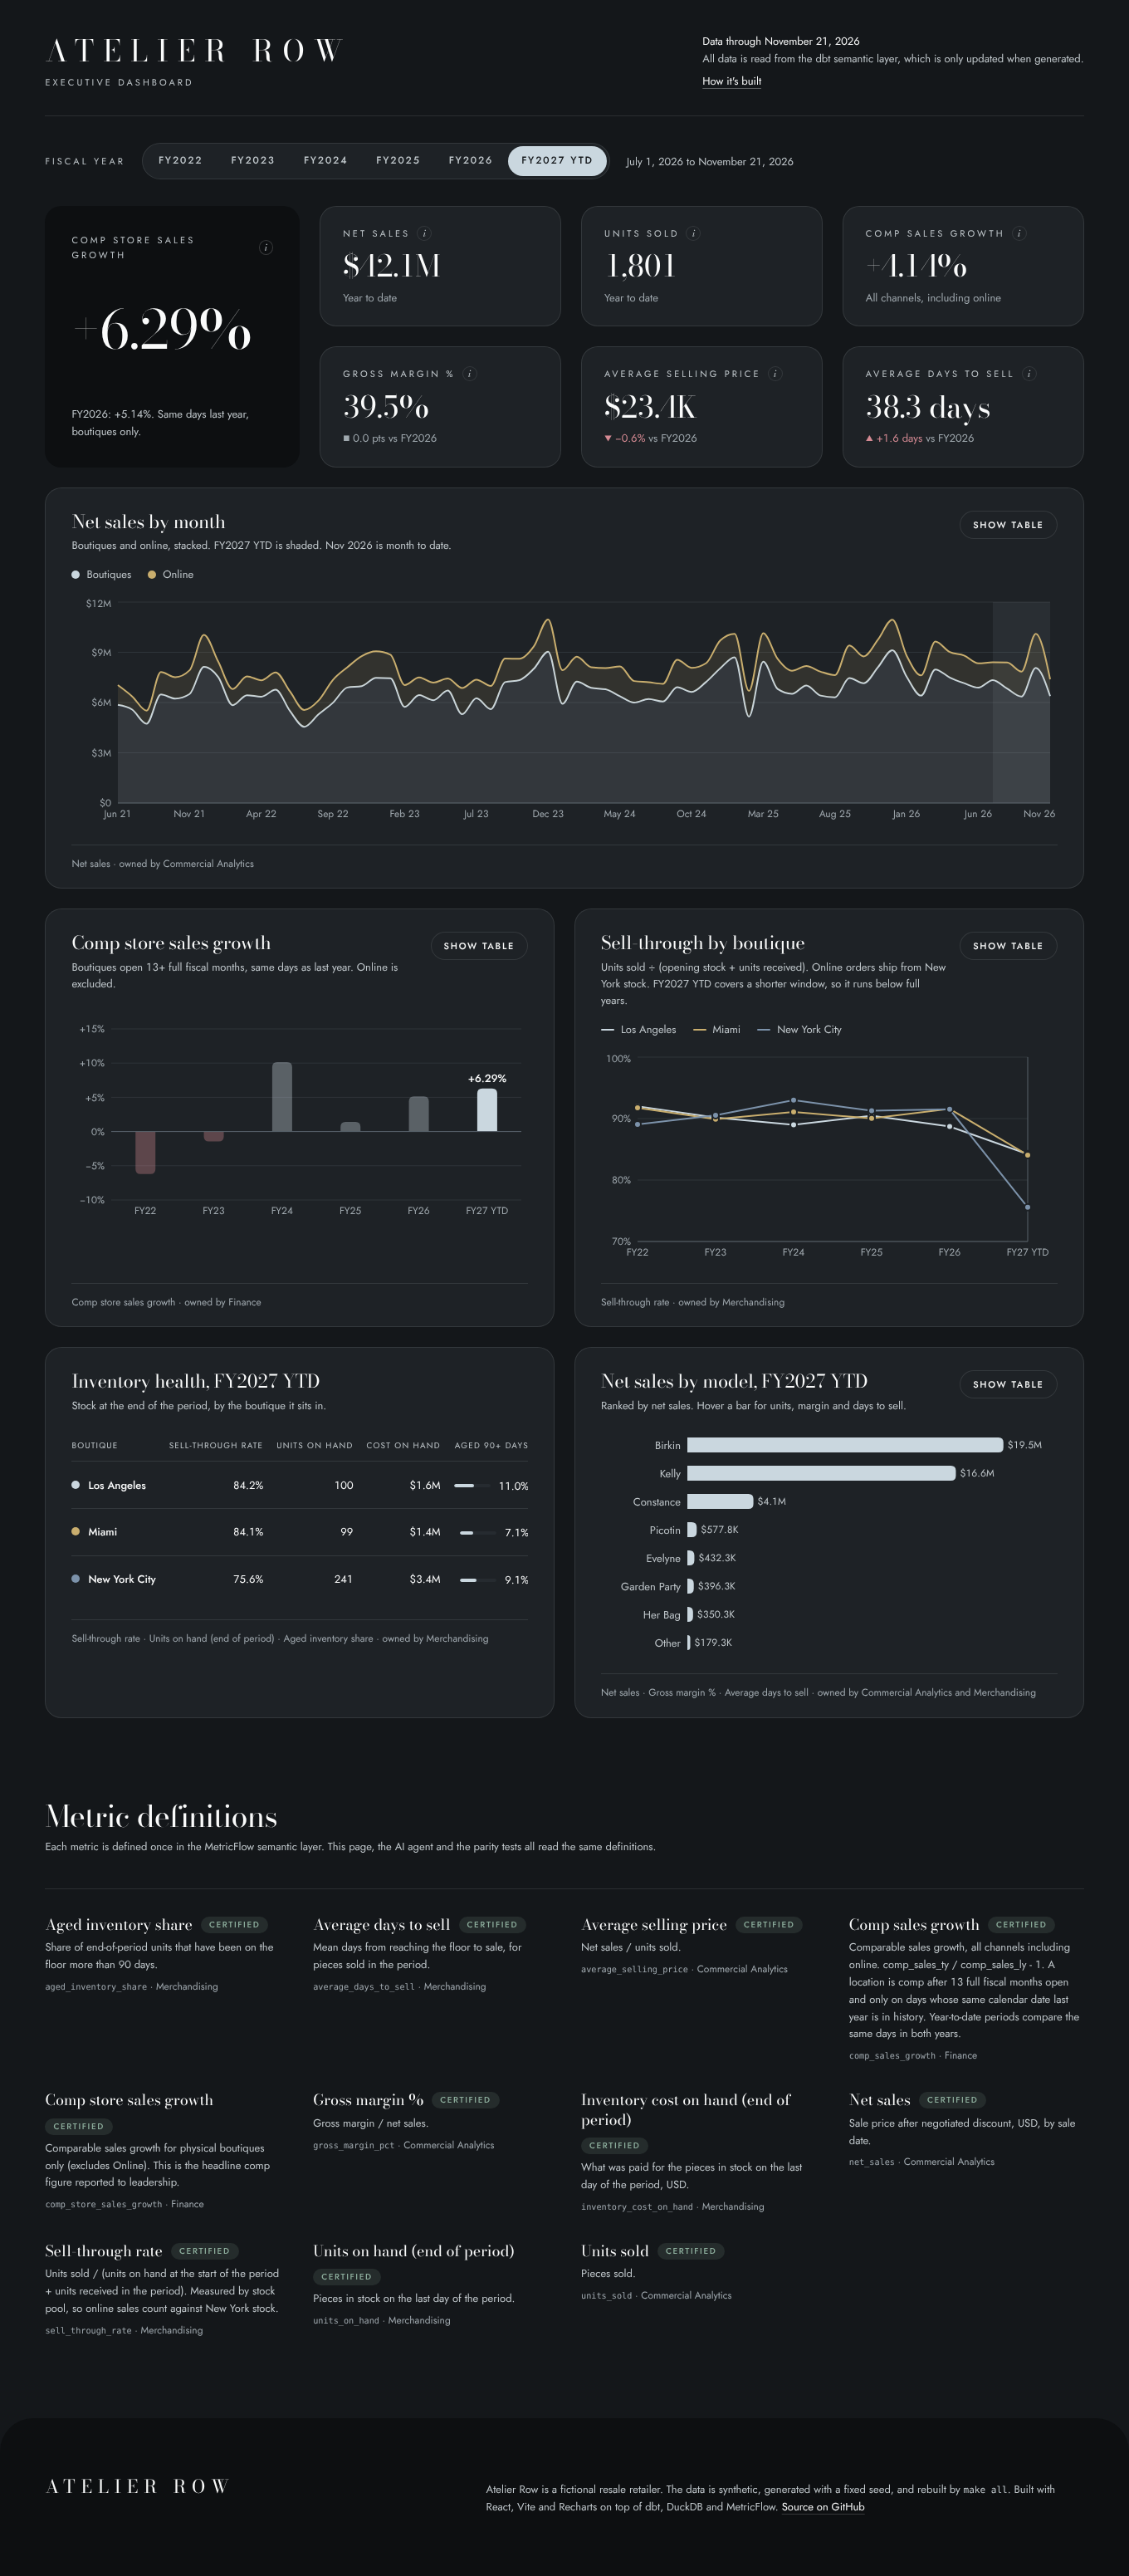 ATELIER ROW
EXECUTIVE DASHBOARD
Data through November 21, 2026
All data is read from the dbt semantic layer, which is only updated when generated.
How it's built
FISCAL YEAR
FY2022
FY2023
FY2024
FY2025
FY2026
FY2027 YTD
July 1, 2026 to November 21, 2026
COMP STORE SALES
GROWTH
i
+6.29%
FY2026: +5.14%. Same days last year,
boutiques only.
NET SALES i
$42.1M
Year to date
UNITS SOLD i
1,801
Year to date
COMP SALES GROWTH i
+4.14%
All channels, including online
GROSS MARGIN % i
39.5%
■ 0.0 pts vs FY2026
AVERAGE SELLING PRICE i
$23.4K
▼ −0.6% vs FY2026
AVERAGE DAYS TO SELL i
38.3 days
▲ +1.6 days vs FY2026
Net sales by month
SHOW TABLE
Boutiques and online, stacked. FY2027 YTD is shaded. Nov 2026 is month to date.
Boutiques
Online
$12M
$9M
$6M
$3M
$0
Jun 21
Nov 21
Apr 22
Sep 22
Feb 23
Jul 23
Dec 23
May 24
Oct 24
Mar 25
Aug 25
Jan 26
Jun 26
Nov 26
Net sales · owned by Commercial Analytics
Comp store sales growth
SHOW TABLE
Boutiques open 13+ full fiscal months, same days as last year. Online is
excluded.
+15%
+10%
+5%
0%
−5%
−10%
+6.29%
FY22
FY23
FY24
FY25
FY26
FY27 YTD
Comp store sales growth · owned by Finance
Sell-through by boutique
SHOW TABLE
Units sold ÷ (opening stock + units received). Online orders ship from New
York stock. FY2027 YTD covers a shorter window, so it runs below full
years.
Los Angeles
Miami
New York City
100%
90%
80%
70%
FY22
FY23
FY24
FY25
FY26
FY27 YTD
Sell-through rate · owned by Merchandising
Inventory health, FY2027 YTD
Stock at the end of the period, by the boutique it sits in.
BOUTIQUE SELL-THROUGH RATE UNITS ON HAND COST ON HAND AGED 90+ DAYS
Los Angeles 84.2% 100 $1.6M 11.0%
Miami 84.1% 99 $1.4M 7.1%
New York City 75.6% 241 $3.4M 9.1%
Sell-through rate · Units on hand (end of period) · Aged inventory share · owned by Merchandising
Net sales by model, FY2027 YTD
SHOW TABLE
Ranked by net sales. Hover a bar for units, margin and days to sell.
Birkin $19.5M
Kelly $16.6M
Constance $4.1M
Picotin $577.8K
Evelyne $432.3K
Garden Party $396.3K
Her Bag $350.3K
Other $179.3K
Net sales · Gross margin % · Average days to sell · owned by Commercial Analytics and Merchandising
Metric definitions
Each metric is defined once in the MetricFlow semantic layer. This page, the AI agent and the parity tests all read the same definitions.
Aged inventory share CERTIFIED
Share of end-of-period units that have been on the
floor more than 90 days.
aged_inventory_share · Merchandising
Average days to sell CERTIFIED
Mean days from reaching the floor to sale, for
pieces sold in the period.
average_days_to_sell · Merchandising
Average selling price CERTIFIED
Net sales / units sold.
average_selling_price · Commercial Analytics
Comp sales growth CERTIFIED
Comparable sales growth, all channels including
online. comp_sales_ty / comp_sales_ly - 1. A
location is comp after 13 full fiscal months open
and only on days whose same calendar date last
year is in history. Year-to-date periods compare the
same days in both years.
comp_sales_growth · Finance
Comp store sales growth
CERTIFIED
Comparable sales growth for physical boutiques
only (excludes Online). This is the headline comp
figure reported to leadership.
comp_store_sales_growth · Finance
Gross margin % CERTIFIED
Gross margin / net sales.
gross_margin_pct · Commercial Analytics
Inventory cost on hand (end of
period)
CERTIFIED
What was paid for the pieces in stock on the last
day of the period, USD.
inventory_cost_on_hand · Merchandising
Net sales CERTIFIED
Sale price after negotiated discount, USD, by sale
date.
net_sales · Commercial Analytics
Sell-through rate CERTIFIED
Units sold / (units on hand at the start of the period
+ units received in the period). Measured by stock
pool, so online sales count against New York stock.
sell_through_rate · Merchandising
Units on hand (end of period)
CERTIFIED
Pieces in stock on the last day of the period.
units_on_hand · Merchandising
Units sold CERTIFIED
Pieces sold.
units_sold · Commercial Analytics
ATELIER ROW
Atelier Row is a fictional resale retailer. The data is synthetic, generated with a fixed seed, and rebuilt by make all. Built with
React, Vite and Recharts on top of dbt, DuckDB and MetricFlow. Source on GitHub